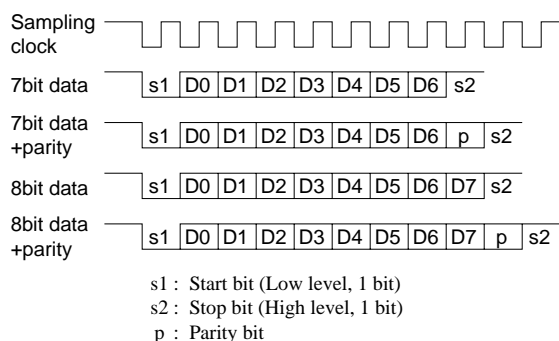 Sampling
clock
7bit data
s1 D0 D1 D2 D3 D4 D5 D6 s2
7bit data
+parity
s1 D0 D1 D2 D3 D4 D5 D6 p s2
8bit data
s1 D0 D1 D2 D3 D4 D5 D6 D7 s2
8bit data
+parity
s1 D0 D1 D2 D3 D4 D5 D6 D7 p s2
s1 : Start bit (Low level, 1 bit)
s2 : Stop bit (High level, 1 bit)
p : Parity bit